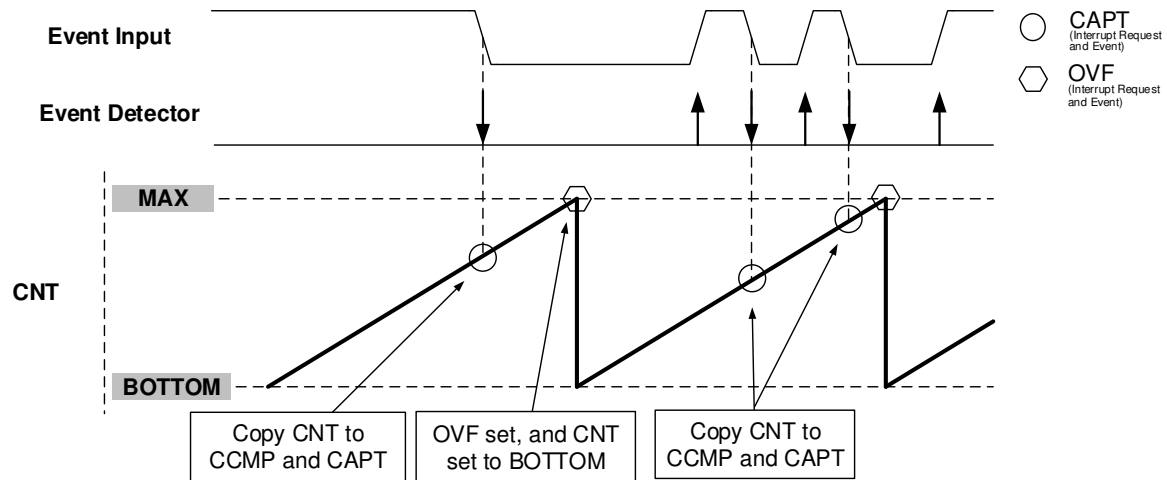 Event Input
CAPT
(Interrupt Request
and Event)
OVF
(Interrupt Request
and Event)
Event Detector
MAX
CNT
BOTTOM
Copy CNT to
CCMP and CAPT
OVF set, and CNT
set to BOTTOM
Copy CNT to
CCMP and CAPT